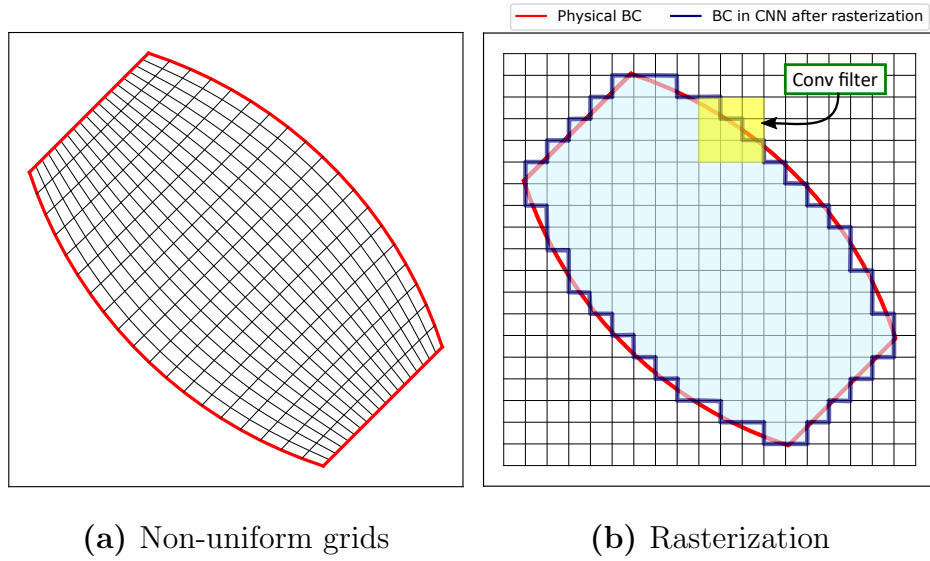 Physical BC
BC in CNN after rasterization
Conv filter
(a) Non-uniform grids
(b) Rasterization